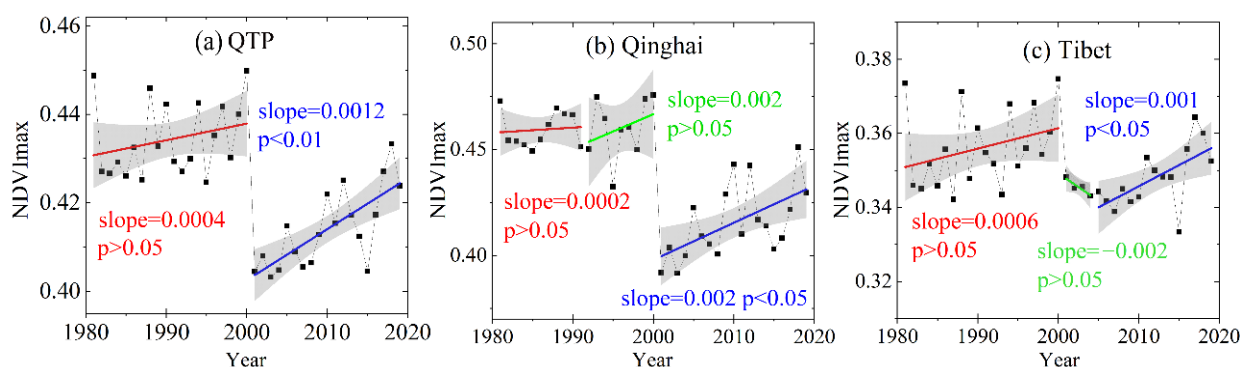 (a) QTP
NDVImax
0.46
0.44
0.42
0.40
slope=0.0012
p<0.01
slope=0.0004
p>0.05
1980
1990
2000
2010
2020
Year
(b) Qinghai
NDVImax
0.50
0.45
0.40
slope=0.002
p>0.05
slope=0.0002
p>0.05
slope=0.002 p<0.05
1980
1990
2000
2010
2020
Year
(c) Tibet
NDVImax
0.38
0.36
0.34
0.32
slope=0.001
p<0.05
slope=0.0006
p>0.05
slope=−0.002
p>0.05
1980
1990
2000
2010
2020
Year